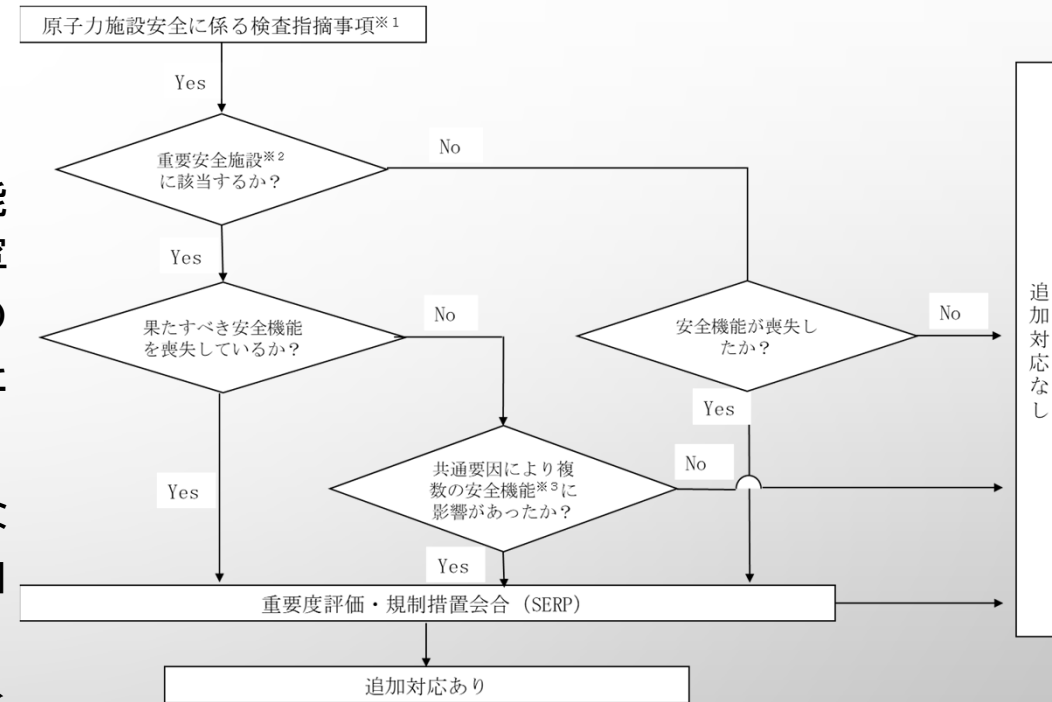 原子力施設安全に係る検査指摘事項※1
Yes
重要安全施設※2
に該当するか?
No
Yes
果たすべき安全機能
を喪失しているか?
No
安全機能が喪失し
たか?
No
Yes
共通要因により複
数の安全機能※3に
影響があったか?
No
Yes
Yes
重要度評価・規制措置会合(SERP)
追加対応あり
追加対応なし